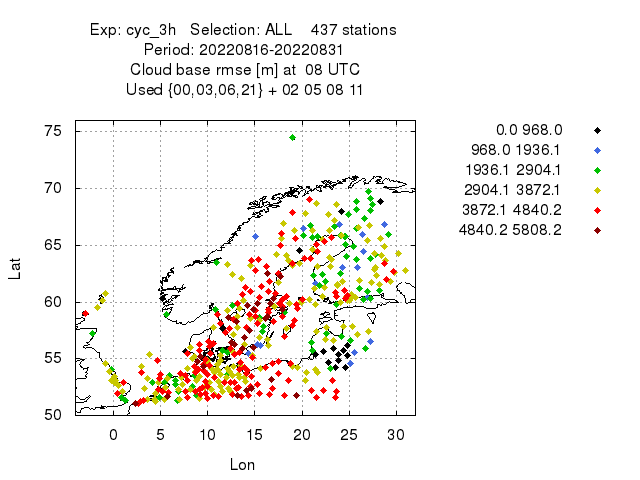 Exp: cyc_3h   Selection: ALL    437 stations
Period: 20220816-20220831
Cloud base rmse [m] at  08 UTC
Used {00,03,06,21} + 02 05 08 11
0.0 968.0
968.0 1936.1
1936.1 2904.1
2904.1 3872.1
3872.1 4840.2
4840.2 5808.2
75
70
65
60
55
50
Lat
0 5 10 15 20 25 30
Lon